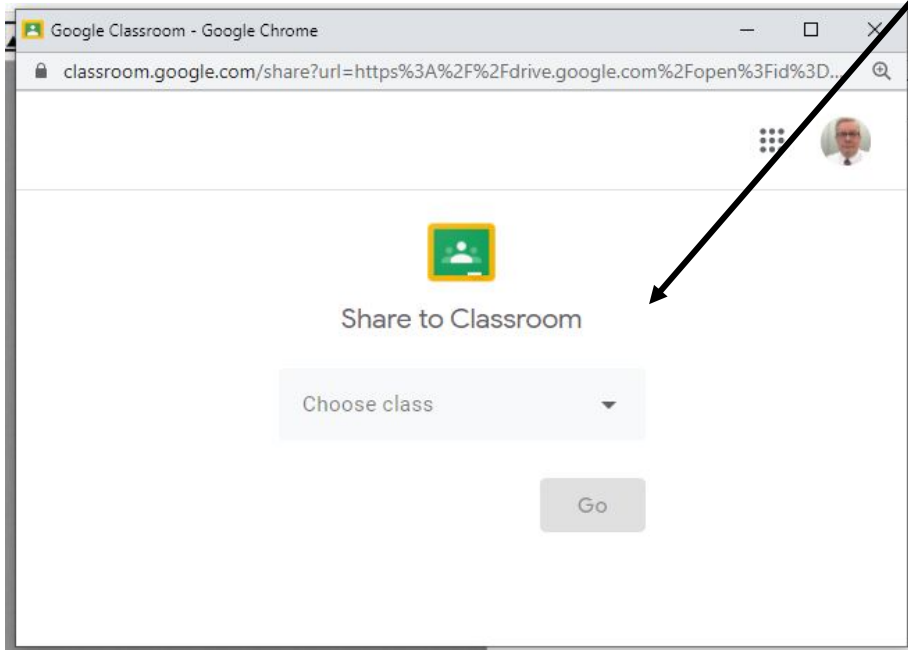 Google Classroom - Google Chrome
classroom.google.com/share?url=https%3A%2F%2Fdrive.google.com%2Fopen%3Fid%3D...
Share to Classroom
Choose class
Go